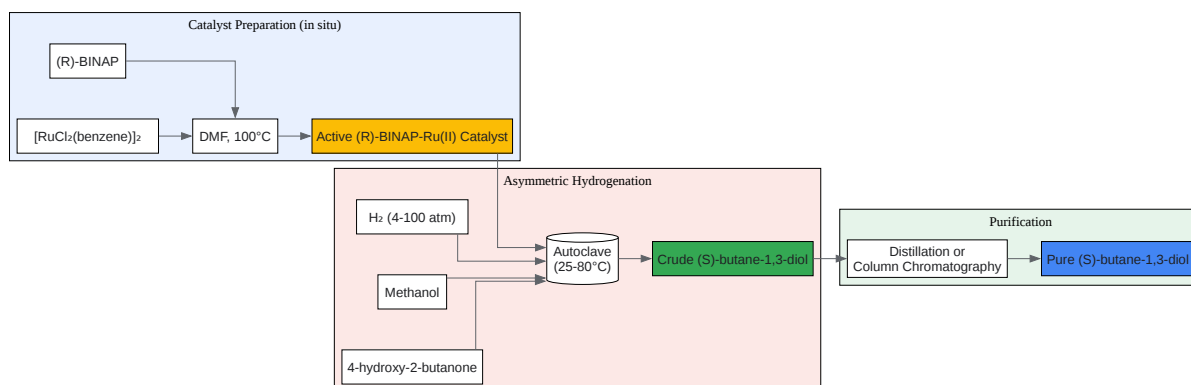 Catalyst Preparation (in situ)
(R)-BINAP
[RuCl₂(benzene)]₂
DMF, 100°C
Active (R)-BINAP-Ru(II) Catalyst
Asymmetric Hydrogenation
H₂ (4-100 atm)
Methanol
4-hydroxy-2-butanone
Autoclave
(25-80°C)
Crude (S)-butane-1,3-diol
Purification
Distillation or
Column Chromatography
Pure (S)-butane-1,3-diol